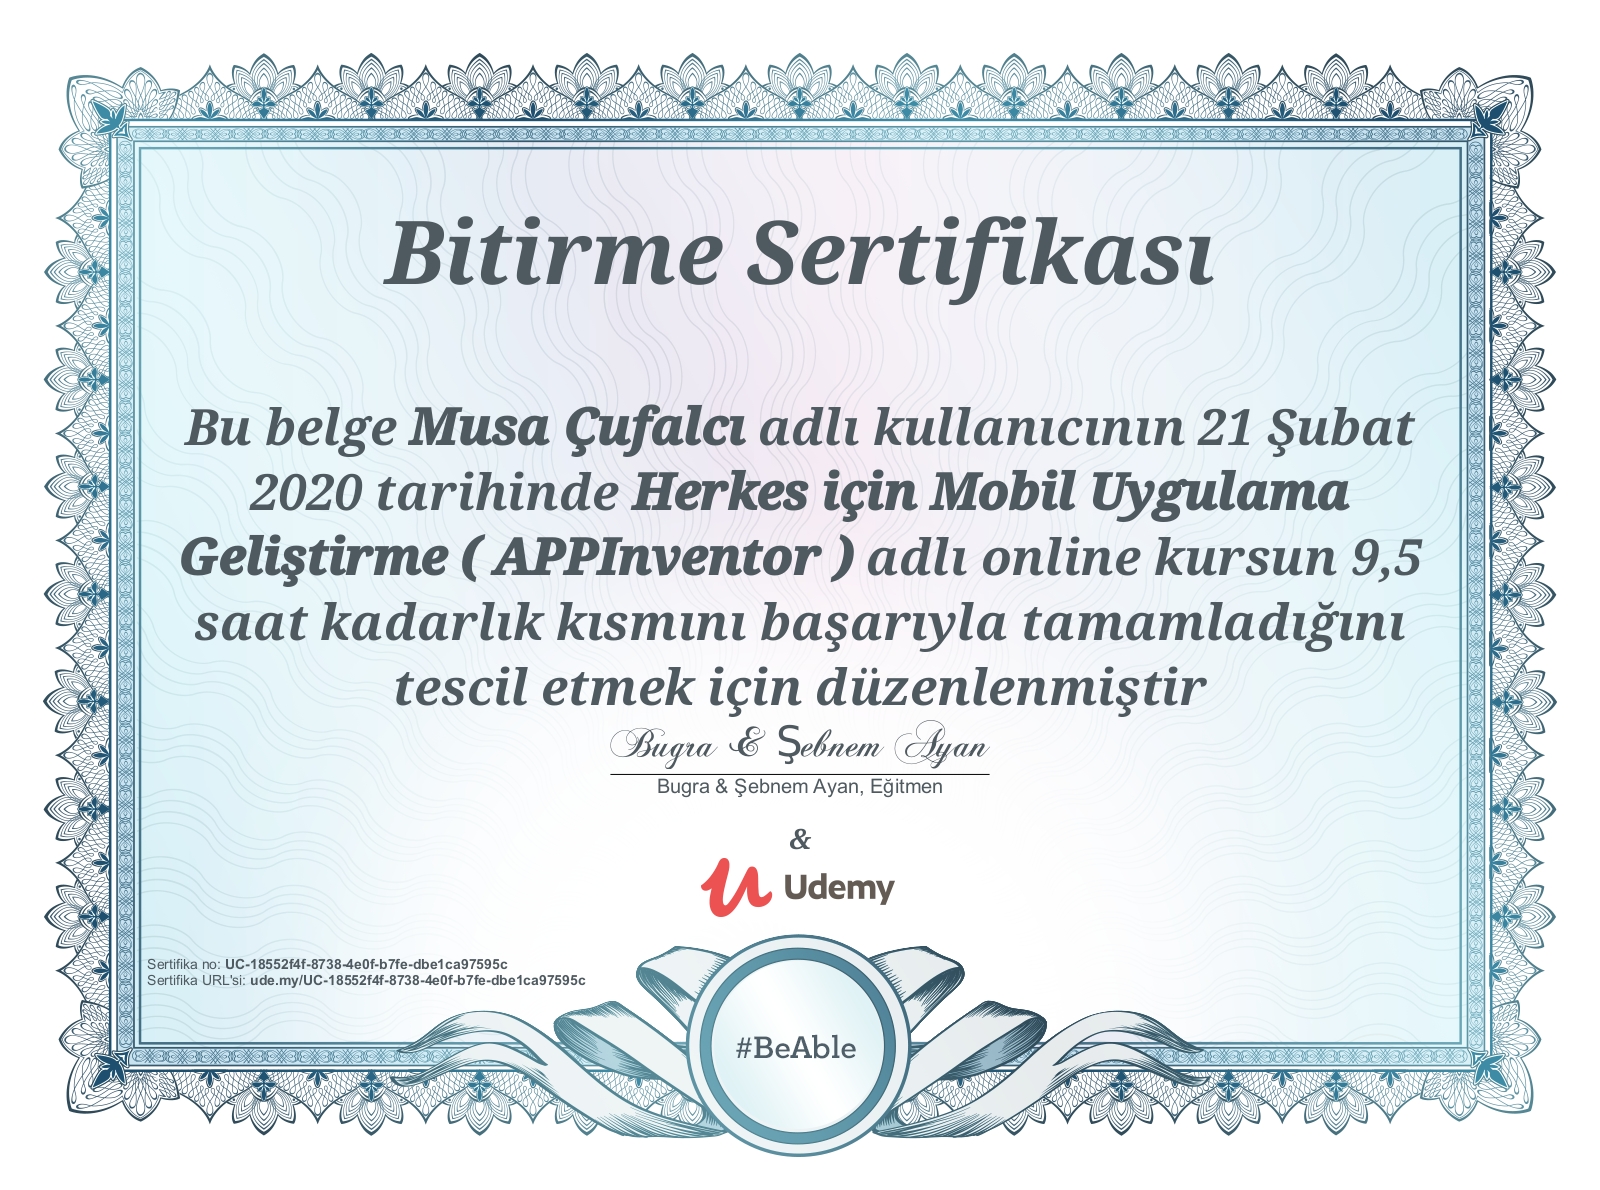 Bitirme Sertifikası
Bu belge Musa Çufalcı adlı kullanıcının 21 Şubat
2020 tarihinde Herkes için Mobil Uygulama
Geliştirme ( APPInventor ) adlı online kursun 9,5
saat kadarlık kısmını başarıyla tamamladığını
tescil etmek için düzenlenmiştir
Bugra & Şebnem Ayan
Bugra & Şebnem Ayan, Eğitmen
&
Udemy
Sertifika no: UC-18552f4f-8738-4e0f-b7fe-dbe1ca97595c
Sertifika URL'si: ude.my/UC-18552f4f-8738-4e0f-b7fe-dbe1ca97595c
#BeAble